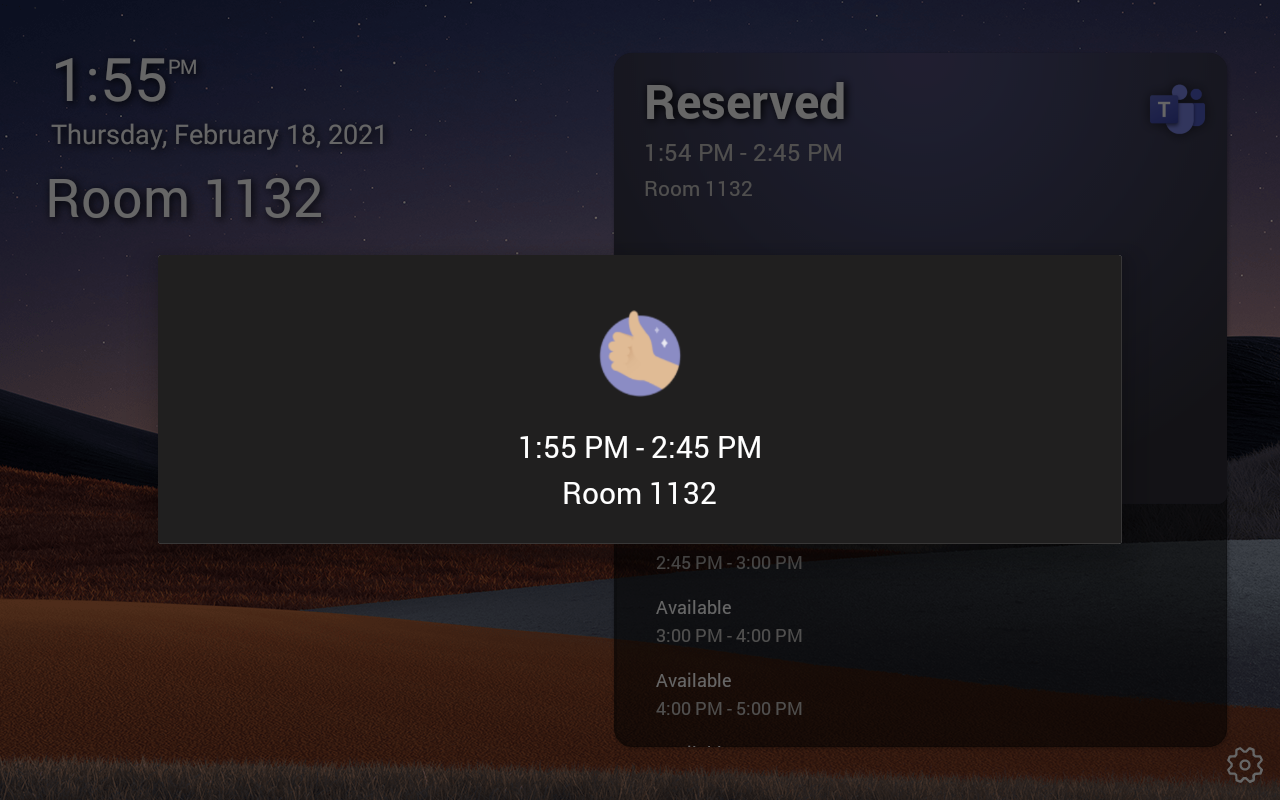 1:55 PM
Thursday, February 18, 2021
Room 1132
Reserved
1:54 PM - 2:45 PM
Room 1132
T
1:55 PM - 2:45 PM
Room 1132
2:45 PM - 3:00 PM
Available
3:00 PM - 4:00 PM
Available
4:00 PM - 5:00 PM